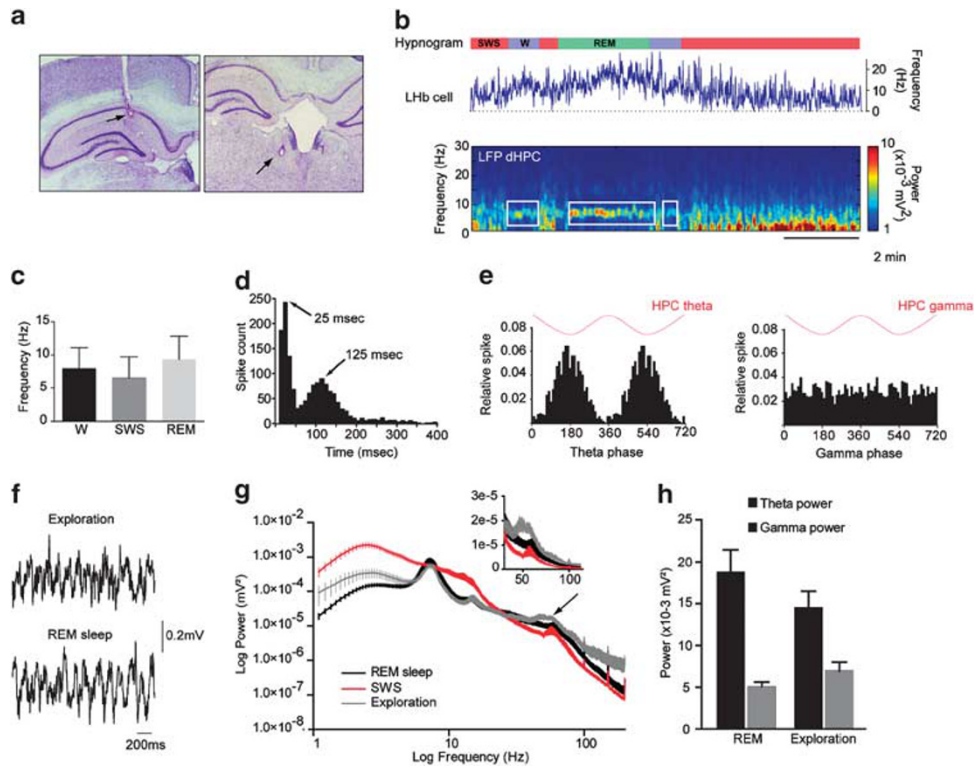 a
b
Hypnogram
SWS
W
REM
LHb cell
20
10
0
Frequency
(Hz)
LFP dHPC
30
20
10
0
Frequency (Hz)
10
1
Power
(x10-3 mV²)
2 min
c
15
10
5
0
Frequency (Hz)
W
SWS
REM
d
250
200
150
100
50
0
Spike count
25 msec
125 msec
100
200
300
400
Time (msec)
e
HPC theta
0.08
0.06
0.04
0.02
Relative spike
0
180
360
540
720
Theta phase
HPC gamma
0.08
0.06
0.04
0.02
Relative spike
0
180
360
540
720
Gamma phase
f
Exploration
REM sleep
0.2mV
200ms
g
1.0×10-2
1.0×10-3
1.0×10-4
1.0×10-5
1.0×10-6
1.0×10-7
1.0×10-8
Log Power (mV²)
3e-5
2e-5
1e-5
0
50
100
REM sleep
SWS
Exploration
1
10
100
Log Frequency (Hz)
h
Theta power
Gamma power
25
20
15
10
5
0
Power (x10-3 mV²)
REM
Exploration